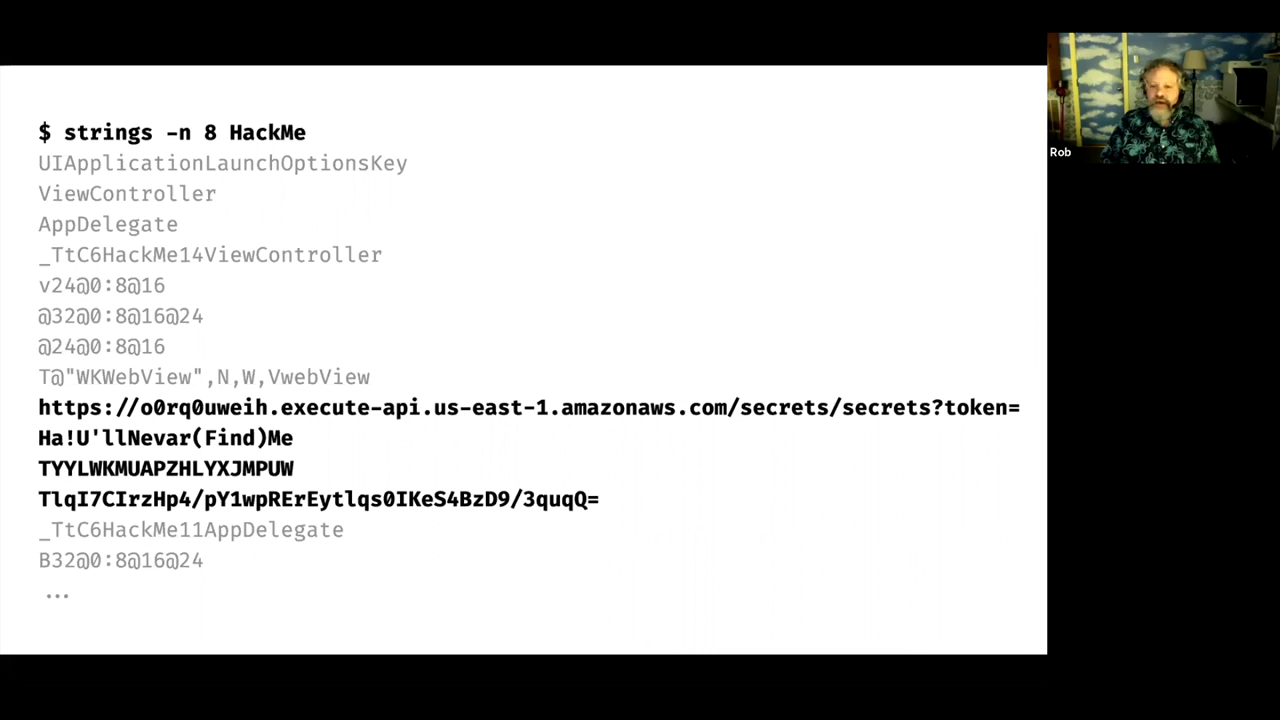 $ strings -n 8 HackMe
UIApplicationLaunchOptionsKey
ViewController
AppDelegate
_TtC6HackMe14ViewController
v24@0:8@16
@32@0:8@16@24
@24@0:8@16
T@"WKWebView",N,W,VwebView
https://o0rq0uweih.execute-api.us-east-1.amazonaws.com/secrets/secrets?token=
Ha!U'llNevar(Find)Me
TYYLWKMUAPZHLYXJMPUW
TlqI7CIrzHp4/pY1wpRErEytlqs0IKeS4BzD9/3quqQ=
_TtC6HackMe11AppDelegate
B32@0:8@16@24
...
Rob